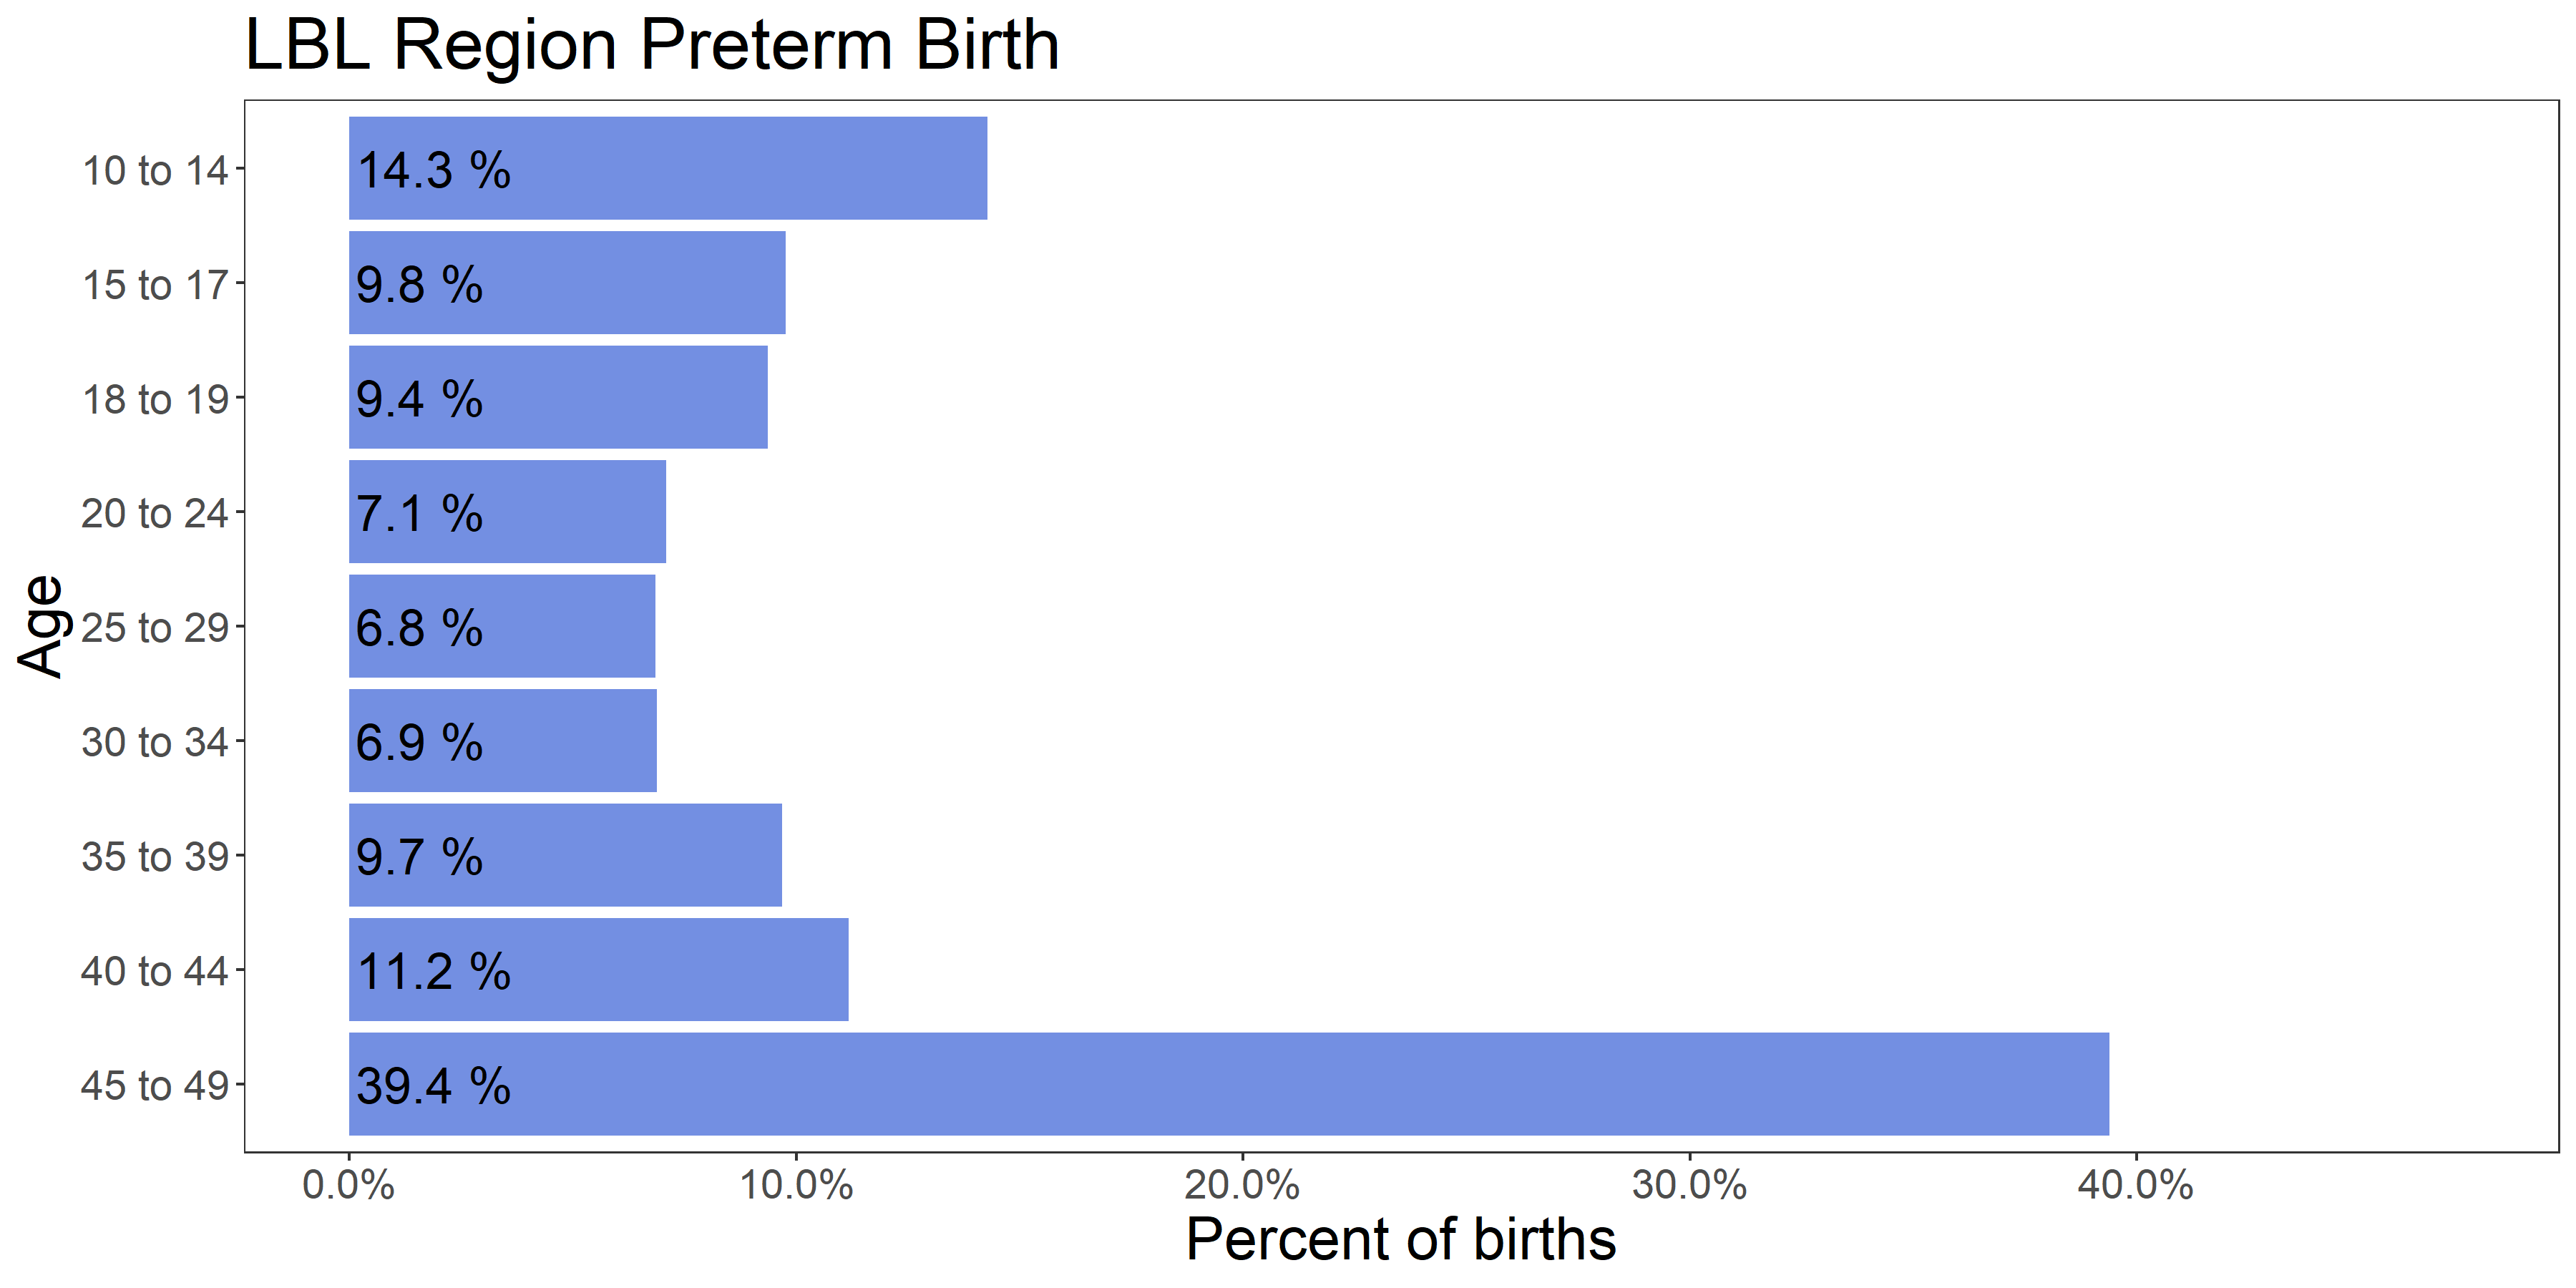 LBL Region Preterm Birth
Age
10 to 14
14.3 %
15 to 17
9.8 %
18 to 19
9.4 %
20 to 24
7.1 %
25 to 29
6.8 %
30 to 34
6.9 %
35 to 39
9.7 %
40 to 44
11.2 %
45 to 49
39.4 %
0.0% 10.0% 20.0% 30.0% 40.0%
Percent of births